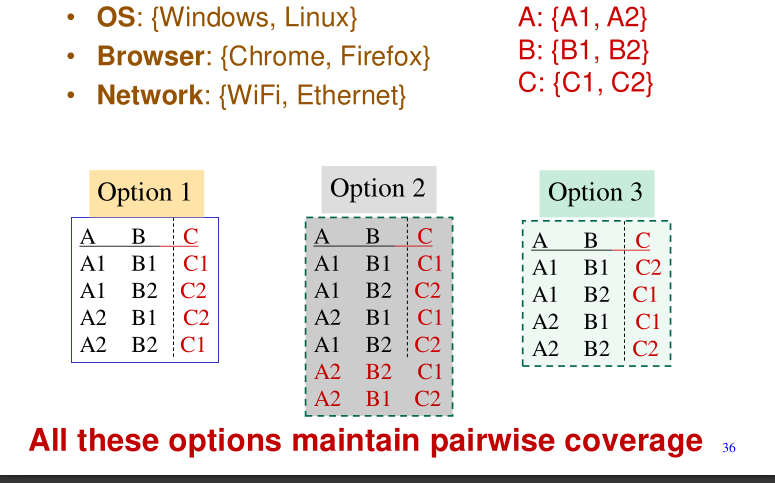 • OS: {Windows, Linux}
• Browser: {Chrome, Firefox}
• Network: {WiFi, Ethernet}
A: {A1, A2}
B: {B1, B2}
C: {C1, C2}
Option 1
A B C
A1 B1 C1
A1 B2 C2
A2 B1 C2
A2 B2 C1
Option 2
A B C
A1 B1 C1
A1 B2 C2
A2 B1 C1
A1 B2 C2
A2 B2 C1
A2 B1 C2
Option 3
A B C
A1 B1 C2
A1 B2 C1
A2 B1 C1
A2 B2 C2
All these options maintain pairwise coverage
36